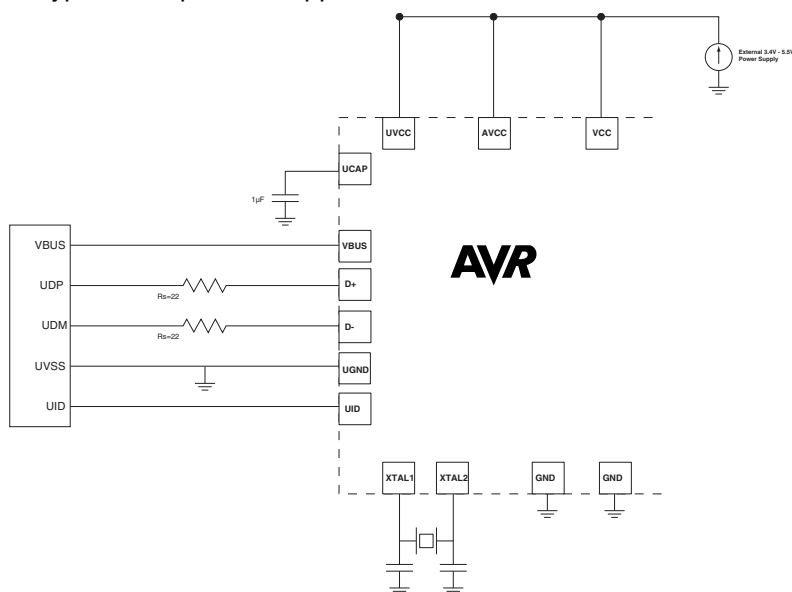 External 3.4V - 5.5V
Power Supply
UVCC
AVCC
VCC
UCAP
1µF
VBUS
VBUS
UDP
Rs=22
D+
UDM
Rs=22
D-
UVSS
UGND
UID
UID
AVR
XTAL1
XTAL2
GND
GND